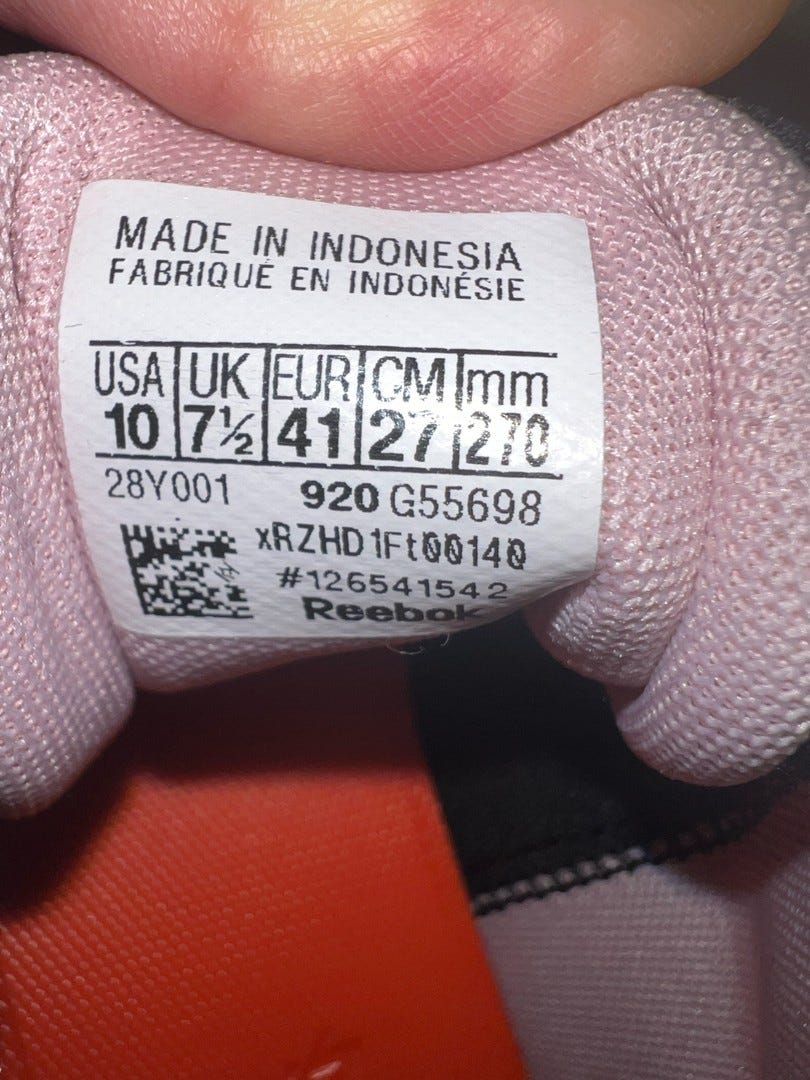 MADE IN INDONESIA
FABRIQUÉ EN INDONÉSIE
USA UK EUR CM mm
10 7½ 41 27 270
28Y001 920 G55698
xRZHD1Ft00140
#126541542
Reebok